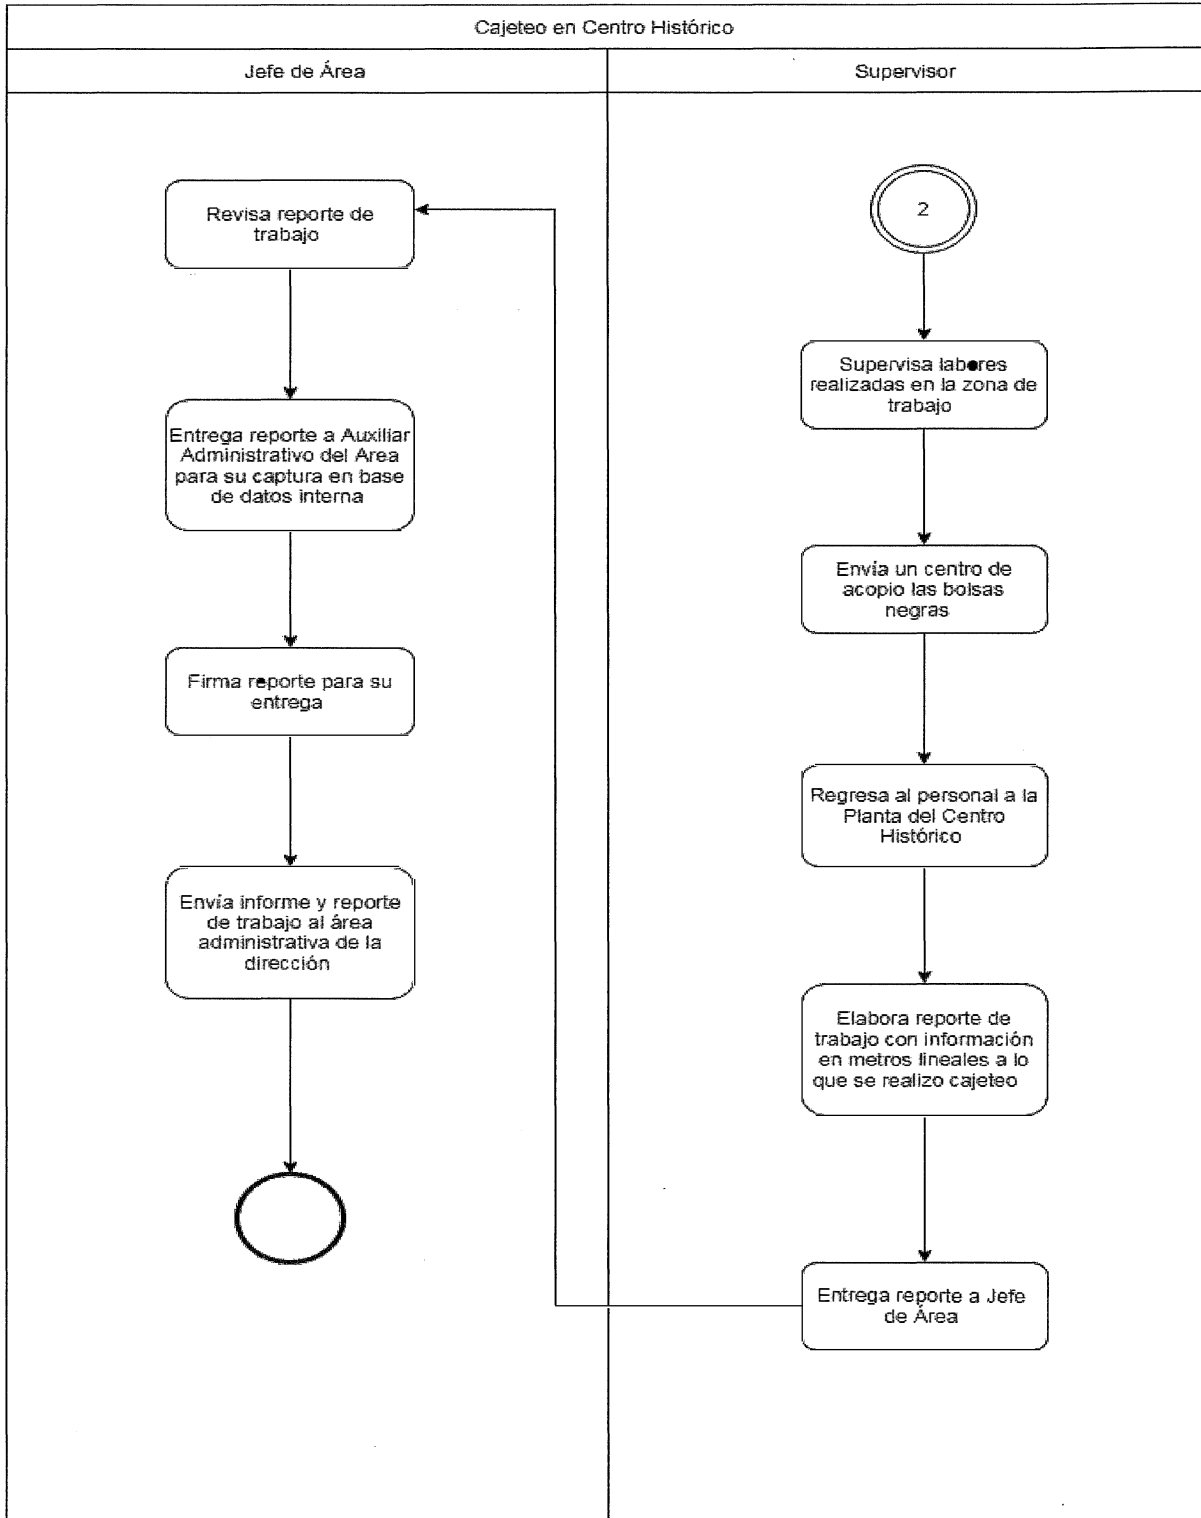 Cajeteo en Centro Histórico
Jefe de Área
Supervisor
Revisa reporte de
trabajo
Entrega reporte a Auxiliar
Administrativo del Area
para su captura en base
de datos interna
Firma reporte para su
entrega
Envía informe y reporte
de trabajo al área
administrativa de la
dirección
2
Supervisa labores
realizadas en la zona de
trabajo
Envía un centro de
acopio las bolsas
negras
Regresa al personal a la
Planta del Centro
Histórico
Elabora reporte de
trabajo con información
en metros lineales a lo
que se realizo cajeteo
Entrega reporte a Jefe
de Área